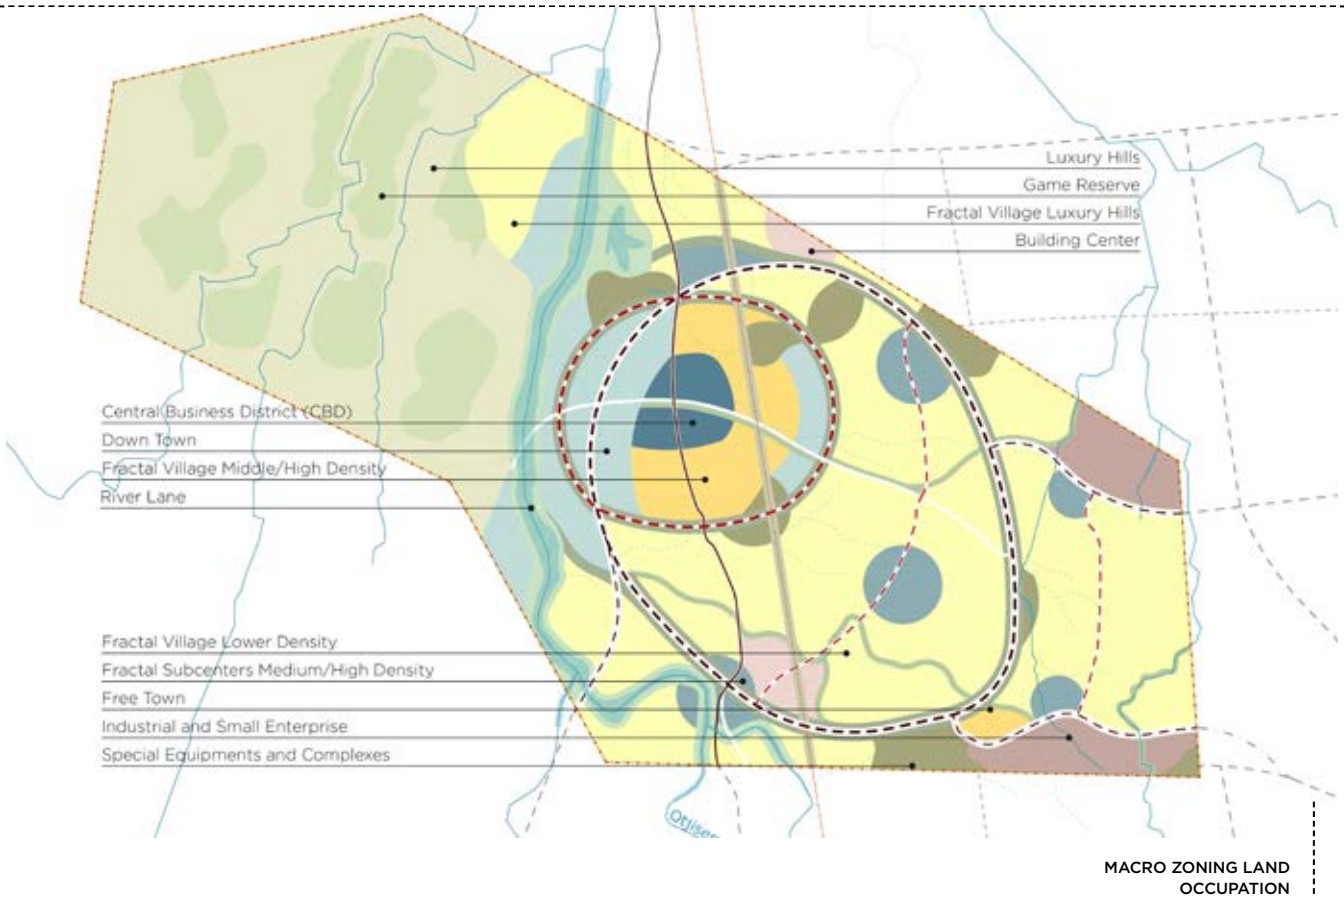 Luxury Hills
Game Reserve
Fractal Village Luxury Hills
Building Center
Central Business District (CBD)
Down Town
Fractal Village Middle/High Density
River Lane
Fractal Village Lower Density
Fractal Subcenters Medium/High Density
Free Town
Industrial and Small Enterprise
Special Equipments and Complexes
MACRO ZONING LAND
OCCUPATION